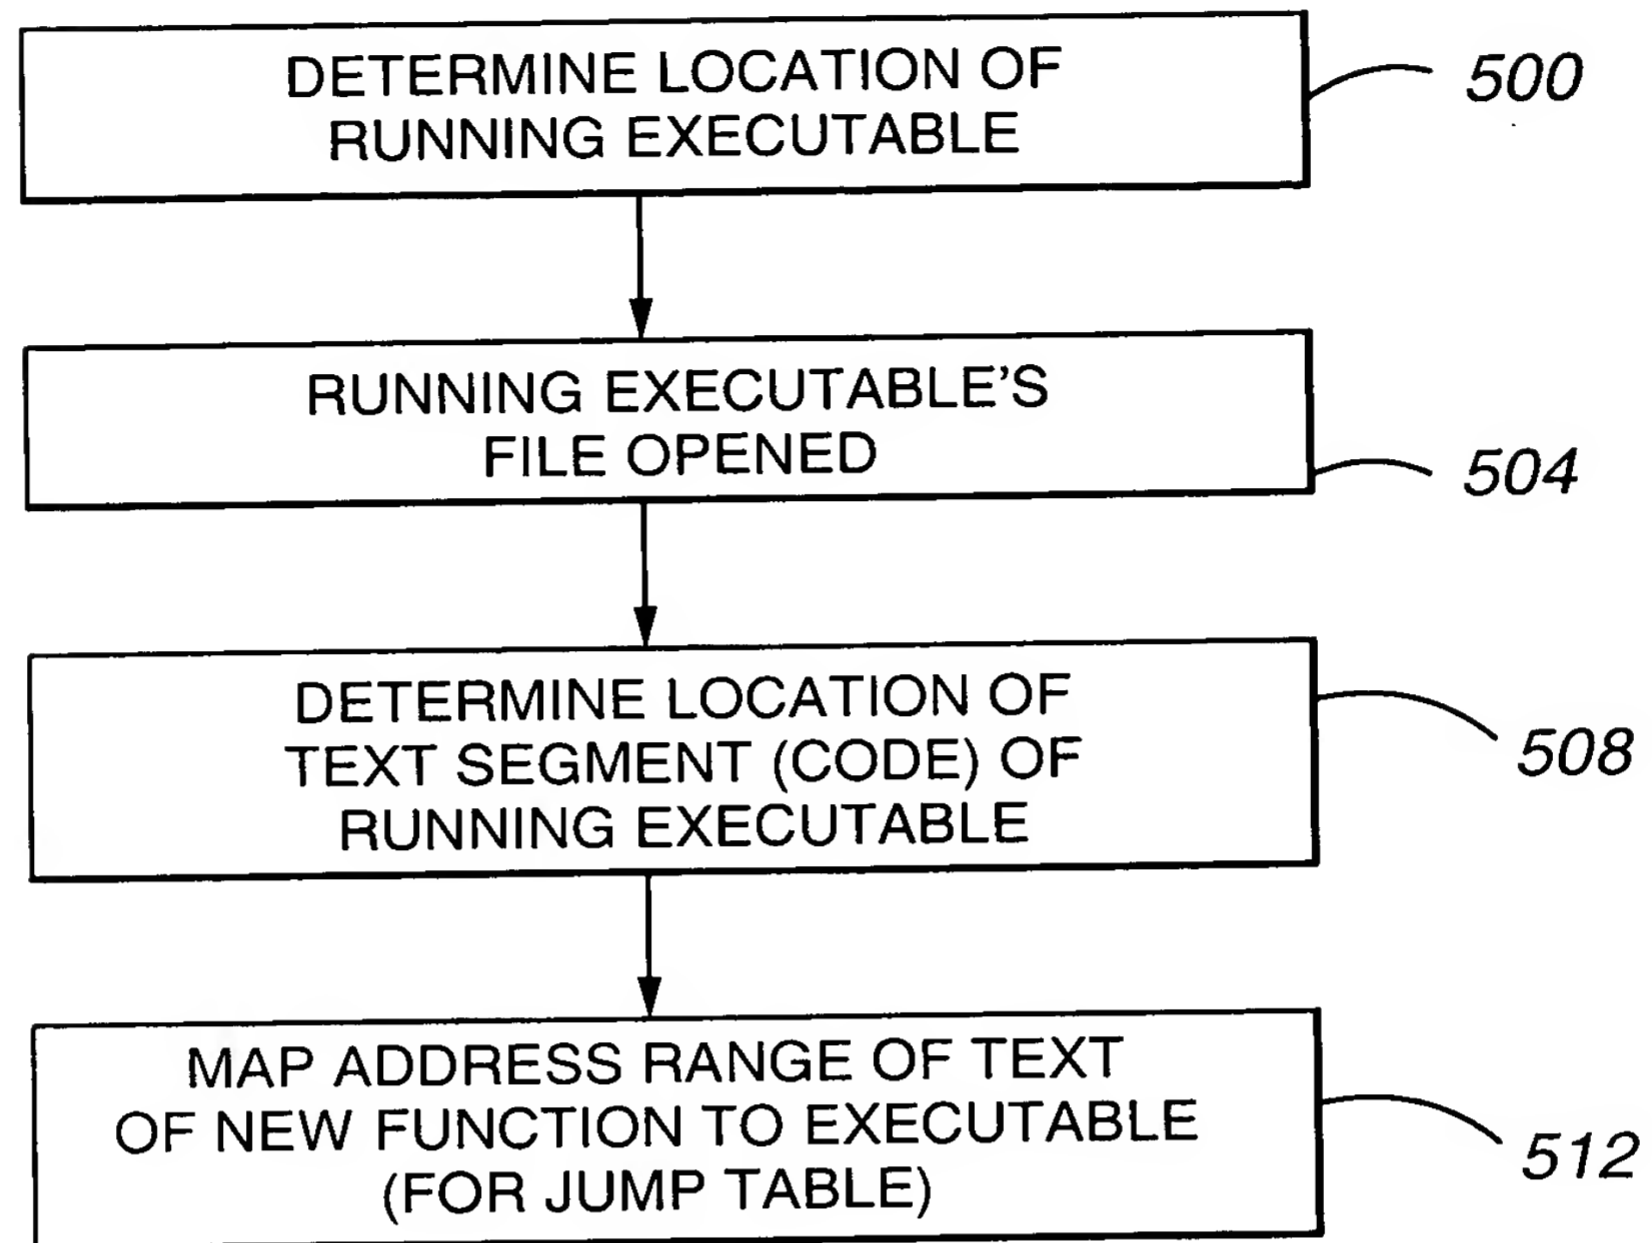 DETERMINE LOCATION OF
RUNNING EXECUTABLE
500
RUNNING EXECUTABLE'S
FILE OPENED
504
DETERMINE LOCATION OF
TEXT SEGMENT (CODE) OF
RUNNING EXECUTABLE
508
MAP ADDRESS RANGE OF TEXT
OF NEW FUNCTION TO EXECUTABLE
(FOR JUMP TABLE)
512